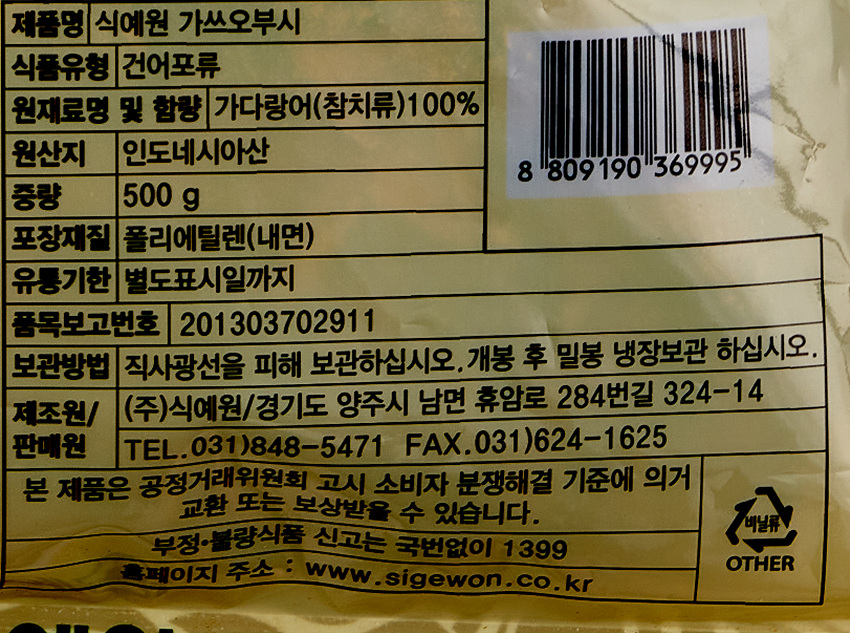 제품명 식예원 가쓰오부시
식품유형 건어포류
원재료명 및 함량 가다랑어(참치류)100%
원산지 인도네시아산
중량 500 g
포장재질 폴리에틸렌(내면)
유통기한 별도표시일까지
품목보고번호 201303702911
보관방법 직사광선을 피해 보관하십시오.개봉 후 밀봉 냉장보관 하십시오.
제조원/ (주)식예원/경기도 양주시 남면 휴암로 284번길 324-14
판매원 TEL.031)848-5471 FAX.031)624-1625
본 제품은 공정거래위원회 고시 소비자 분쟁해결 기준에 의거
교환 또는 보상받을 수 있습니다.
부정·불량식품 신고는 국번없이 1399
홈페이지 주소 : www.sigewon.co.kr
8 809190 369995
비닐류
OTHER